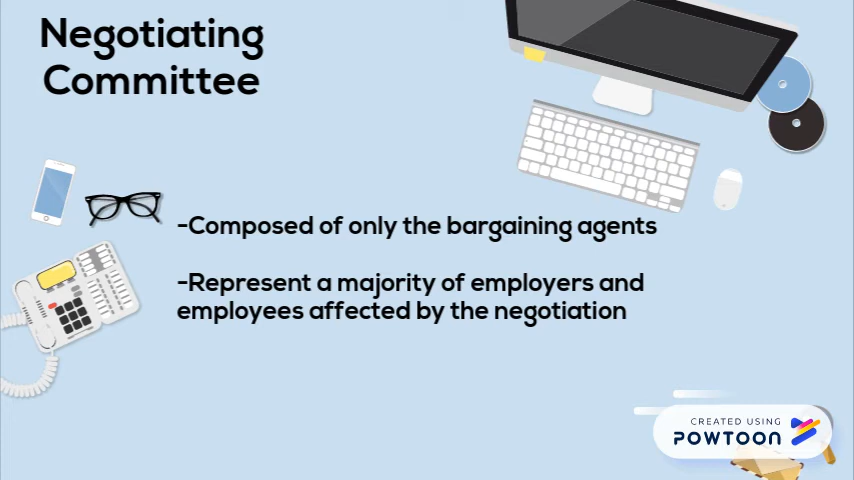 Negotiating
Committee
-Composed of only the bargaining agents
-Represent a majority of employers and
employees affected by the negotiation
CREATED USING
POWTOON